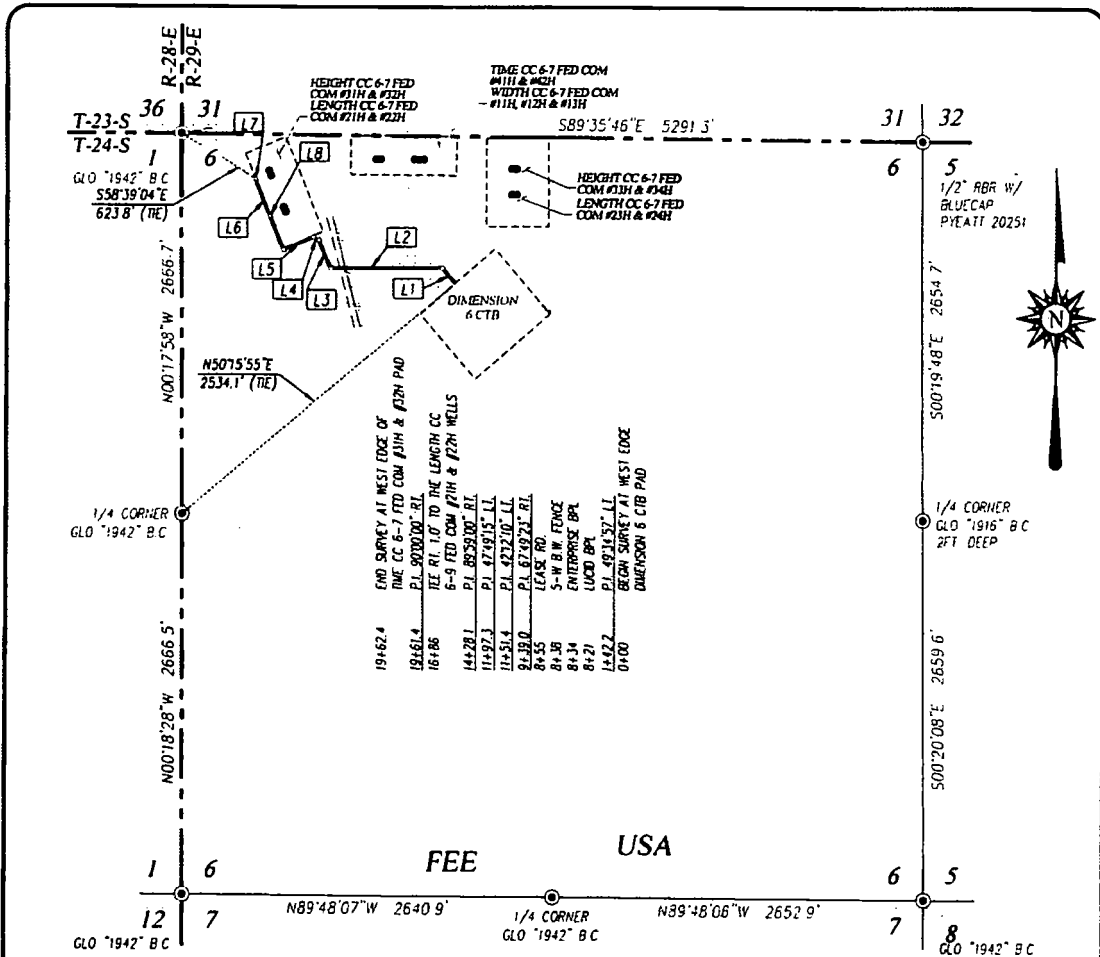 R-28-E
R-29-E
T-23-S
T-24-S
36 31
1 6
GLO "1942" B C
S58°39'04"E
623 8' (TIE)
HEIGHT CC 6-7 FED
COM #31H & #32H
LENGTH CC 6-7 FED
COM #21H & #22H
TIME CC 6-7 FED COM
#41H & #42H
WIDTH CC 6-7 FED COM
#11H, #12H & #13H
S89°35'46"E 5291 3'
31 32
6 5
1/2" RBR W/
BLUECAP
PYEATT 20251
HEIGHT CC 6-7 FED
COM #33H & #34H
LENGTH CC 6-7 FED
COM #23H & #24H
L7
L8
L6
L5
L4
L3
L2
L1
DIMENSION
6 CTB
N
N00°17'58"W 2666.7'
N50°15'55"E
2534.1' (TIE)
S00°19'48"E 2654 7'
1/4 CORNER
GLO "1942" B.C
1/4 CORNER
GLO "1916" B C
2FT DEEP
19+62.4 END SURVEY AT WEST EDGE OF
TIME CC 6-7 FED COM #31H & #32H PAD
19+61.4 P.I. 90°00'00" RT.
16+86 TEE RT. 1.0' TO THE LENGTH CC
6-9 FED COM #21H & #22H WELLS
14+28.1 P.I. 89°59'00" RT.
11+97.3 P.I. 47°49'15" LT.
11+51.4 P.I. 42°12'10" LT.
9+39.0 P.I. 67°49'23" RT.
8+55 LEASE RD.
8+38 5-W B.W. FENCE
8+34 ENTERPRISE BPL
8+21 LUCID BPL
1+42.2 P.I. 49°34'57" LT.
0+00 BEGIN SURVEY AT WEST EDGE
DIMENSION 6 CTB PAD
N00°18'28"W 2666 5'
S00°20'08"E 2659 6'
FEE
USA
1 6
12 7
GLO "1942" B C
N89°48'07"W 2640 9'
1/4 CORNER
GLO "1942" B C
N89°48'06"W 2652 9'
6 5
7 8
GLO "1942" B C